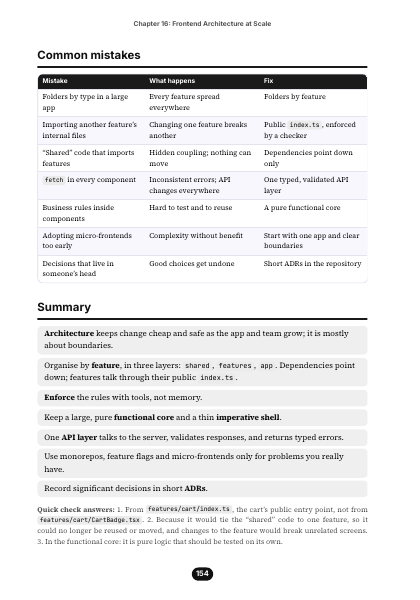 Chapter 16: Frontend Architecture at Scale
Common mistakes
Mistake What happens Fix
Folders by type in a large app Every feature spread everywhere Folders by feature
Importing another feature's internal files Changing one feature breaks another Public index.ts, enforced by a checker
"Shared" code that imports features Hidden coupling; nothing can move Dependencies point down only
fetch in every component Inconsistent errors; API changes everywhere One typed, validated API layer
Business rules inside components Hard to test and to reuse A pure functional core
Adopting micro-frontends too early Complexity without benefit Start with one app and clear boundaries
Decisions that live in someone's head Good choices get undone Short ADRs in the repository
Summary
Architecture keeps change cheap and safe as the app and team grow; it is mostly
about boundaries.
Organise by feature, in three layers: shared, features, app. Dependencies point
down; features talk through their public index.ts.
Enforce the rules with tools, not memory.
Keep a large, pure functional core and a thin imperative shell.
One API layer talks to the server, validates responses, and returns typed errors.
Use monorepos, feature flags and micro-frontends only for problems you really
have.
Record significant decisions in short ADRs.
Quick check answers: 1. From features/cart/index.ts, the cart's public entry point, not from
features/cart/CartBadge.tsx. 2. Because it would tie the "shared" code to one feature, so it
could no longer be reused or moved, and changes to the feature would break unrelated screens.
3. In the functional core: it is pure logic that should be tested on its own.
154